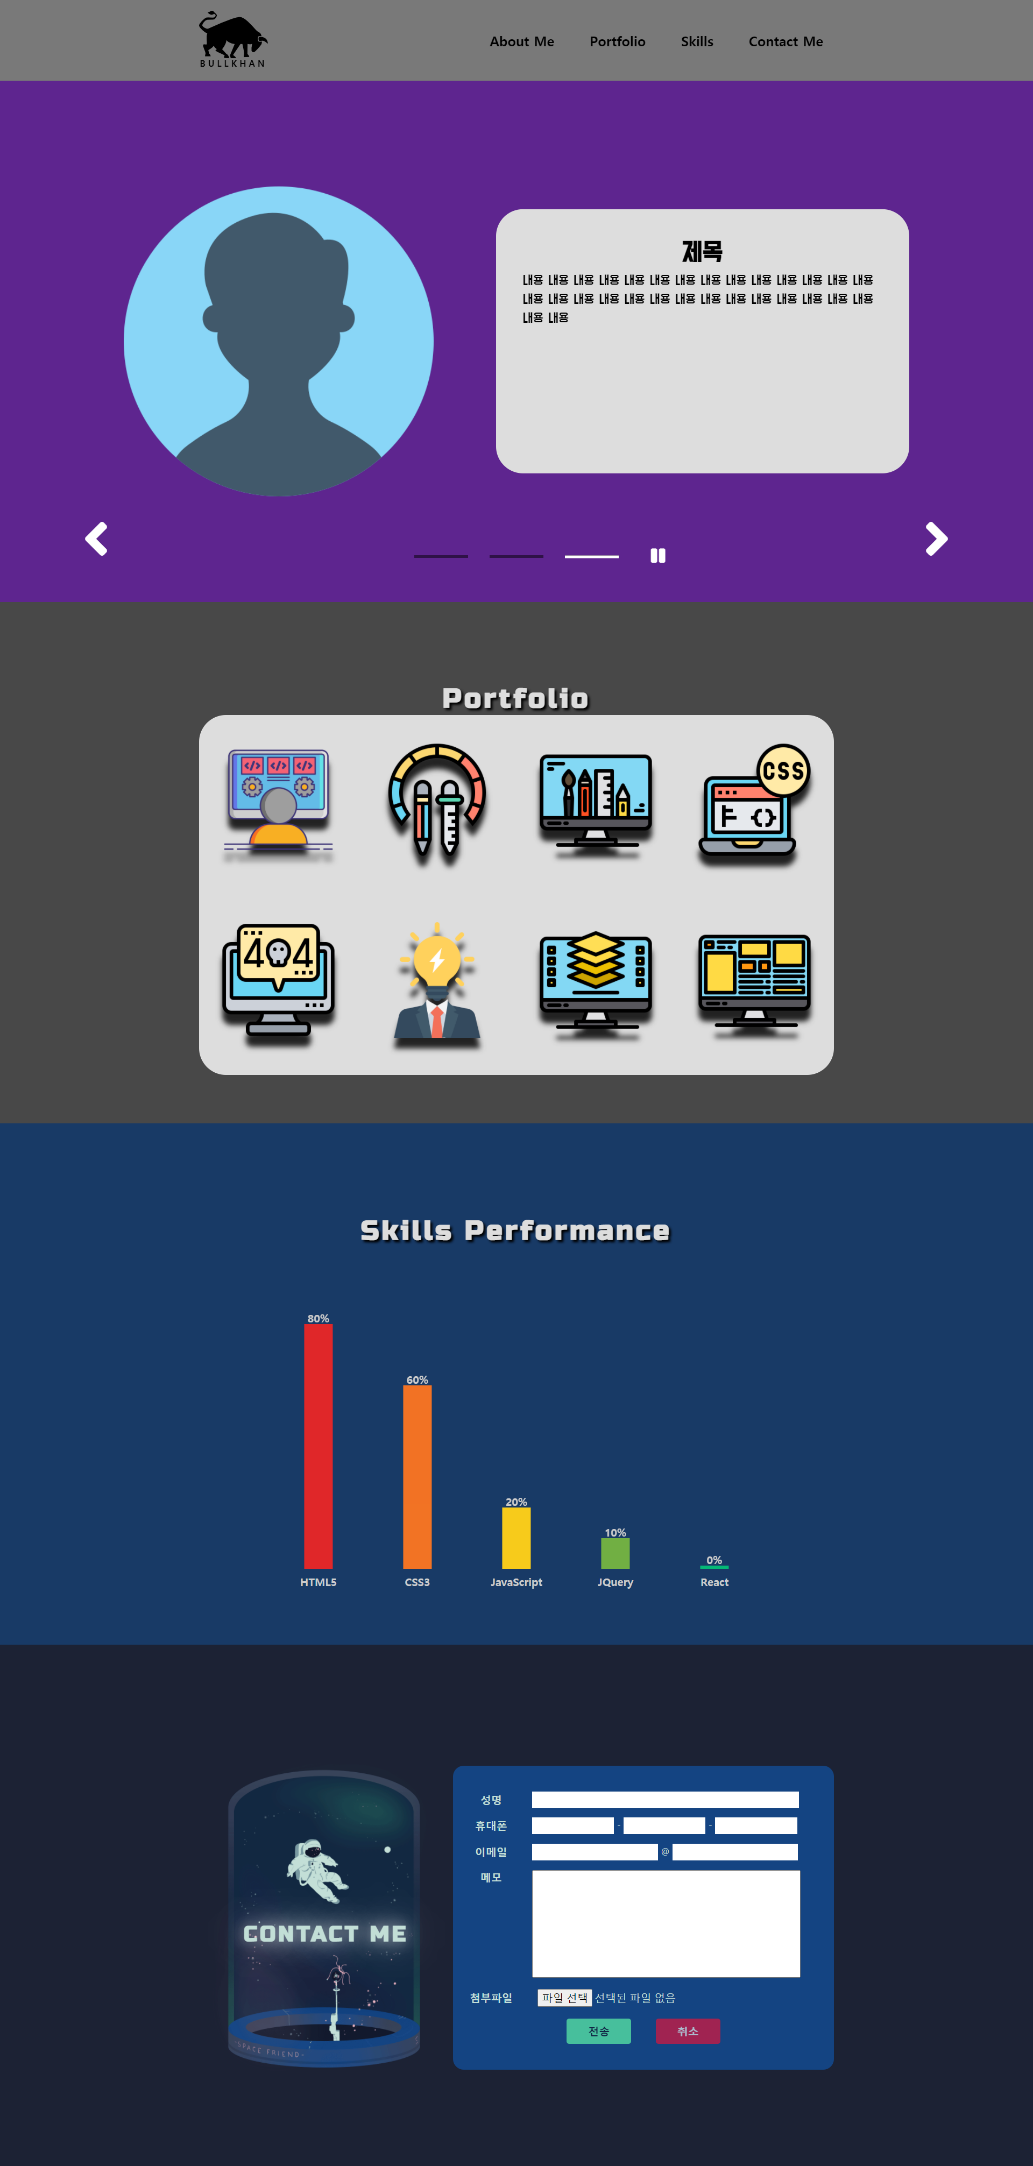 BULLKHAN
About Me Portfolio Skills Contact Me
제목
내용 내용 내용 내용 내용 내용 내용 내용 내용 내용 내용 내용 내용 내용
내용 내용 내용 내용 내용 내용 내용 내용 내용 내용 내용 내용 내용 내용
내용 내용
Portfolio
</> </> </>
CSS
{}
404
Skills Performance
80%
60%
20%
10%
0%
HTML5 CSS3 JavaScript JQuery React
성명
휴대폰 - -
이메일 @
메모
CONTACT ME
-SPACE FRIEND-
첨부파일 파일 선택 선택된 파일 없음
전송 취소